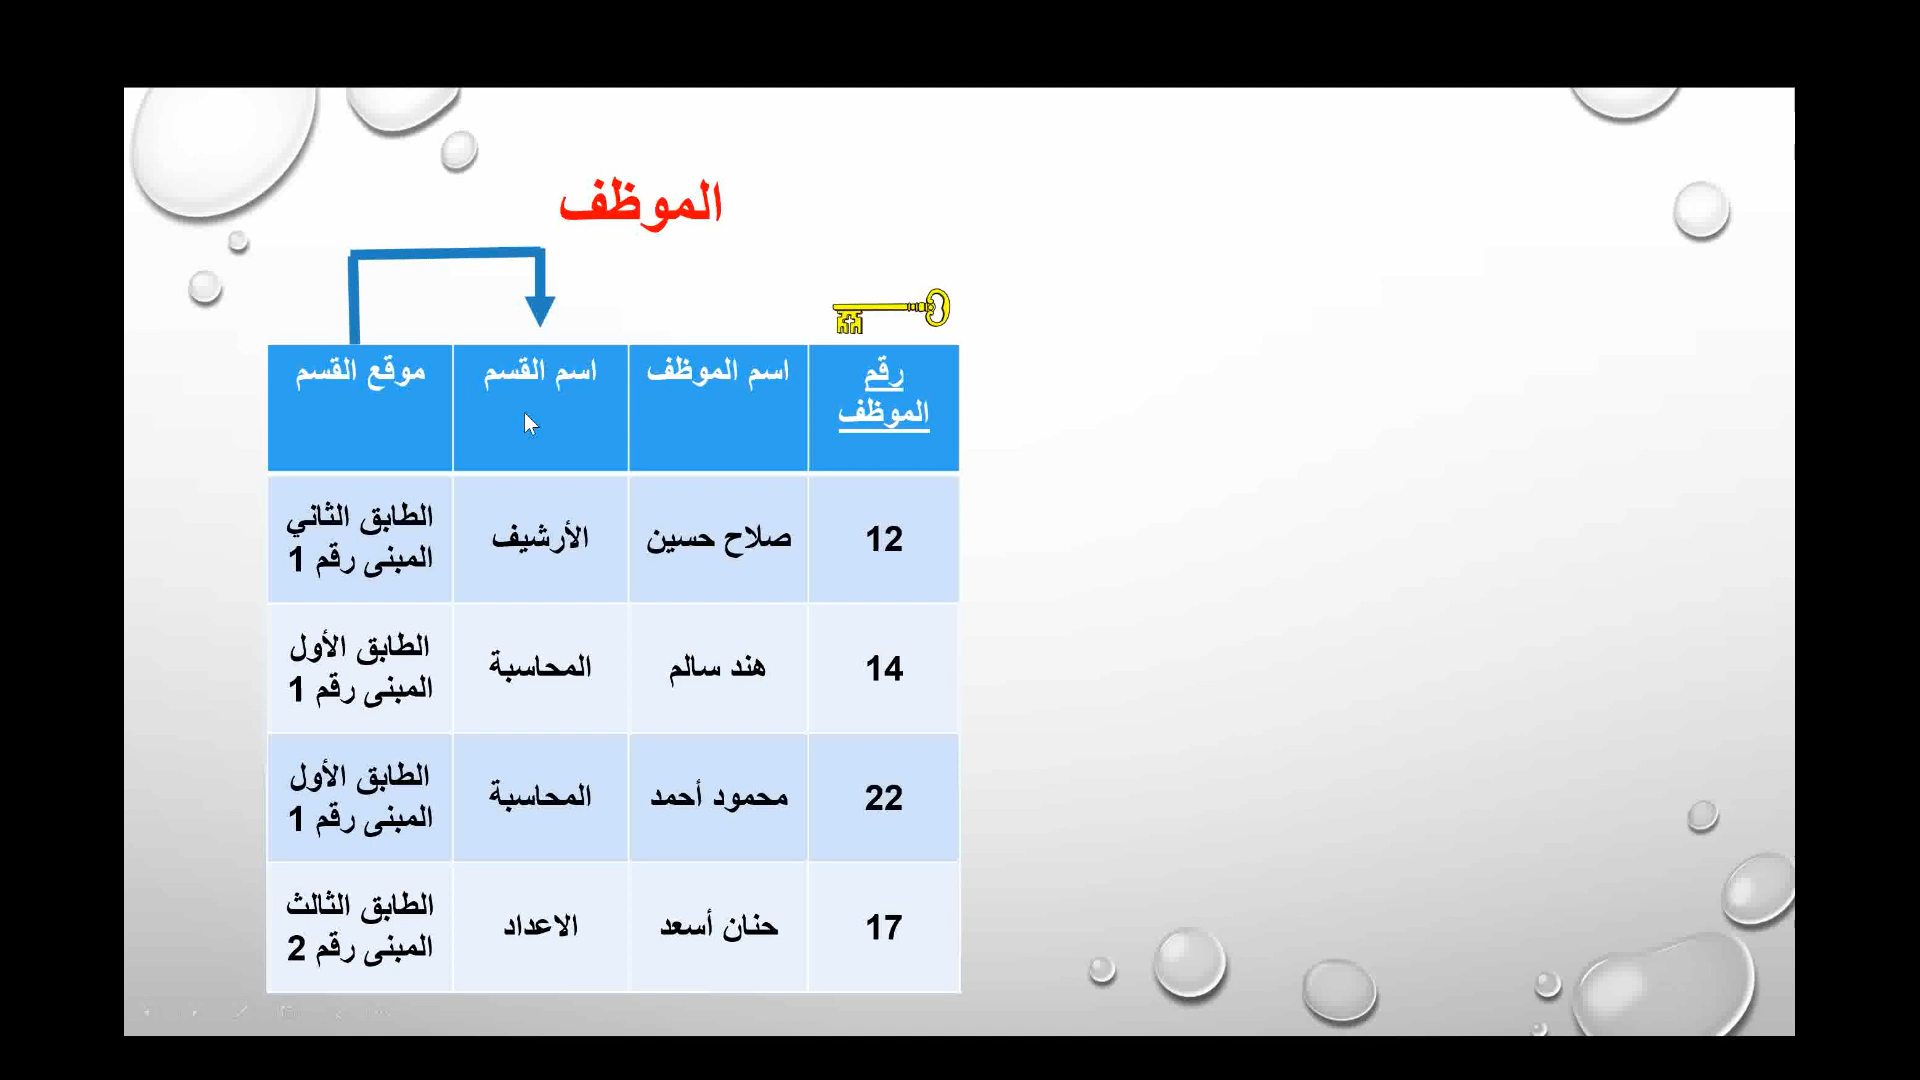 الموظف
رقم
الموظف
اسم الموظف
اسم القسم
موقع القسم
12
صلاح حسين
الأرشيف
الطابق الثاني
المبنى رقم 1
14
هند سالم
المحاسبة
الطابق الأول
المبنى رقم 1
22
محمود أحمد
المحاسبة
الطابق الأول
المبنى رقم 1
17
حنان أسعد
الاعداد
الطابق الثالث
المبنى رقم 2